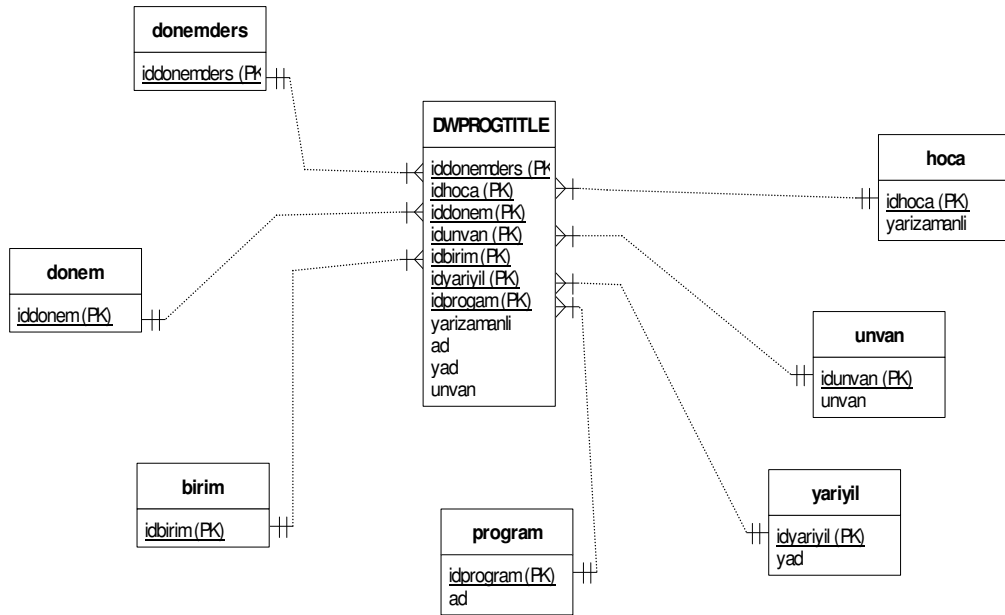 donemders
iddonemders (PK
DWPROGTITLE
iddonemders (PK
idhoca (PK)
iddonem (PK)
idunvan (PK)
idbirim (PK)
idyariyil (PK)
idprogam (PK)
yarizamanli
ad
yad
unvan
hoca
idhoca (PK)
yarizamanli
donem
iddonem (PK)
unvan
idunvan (PK)
unvan
birim
idbirim (PK)
yariyil
idyariyil (PK)
yad
program
idprogram (PK)
ad